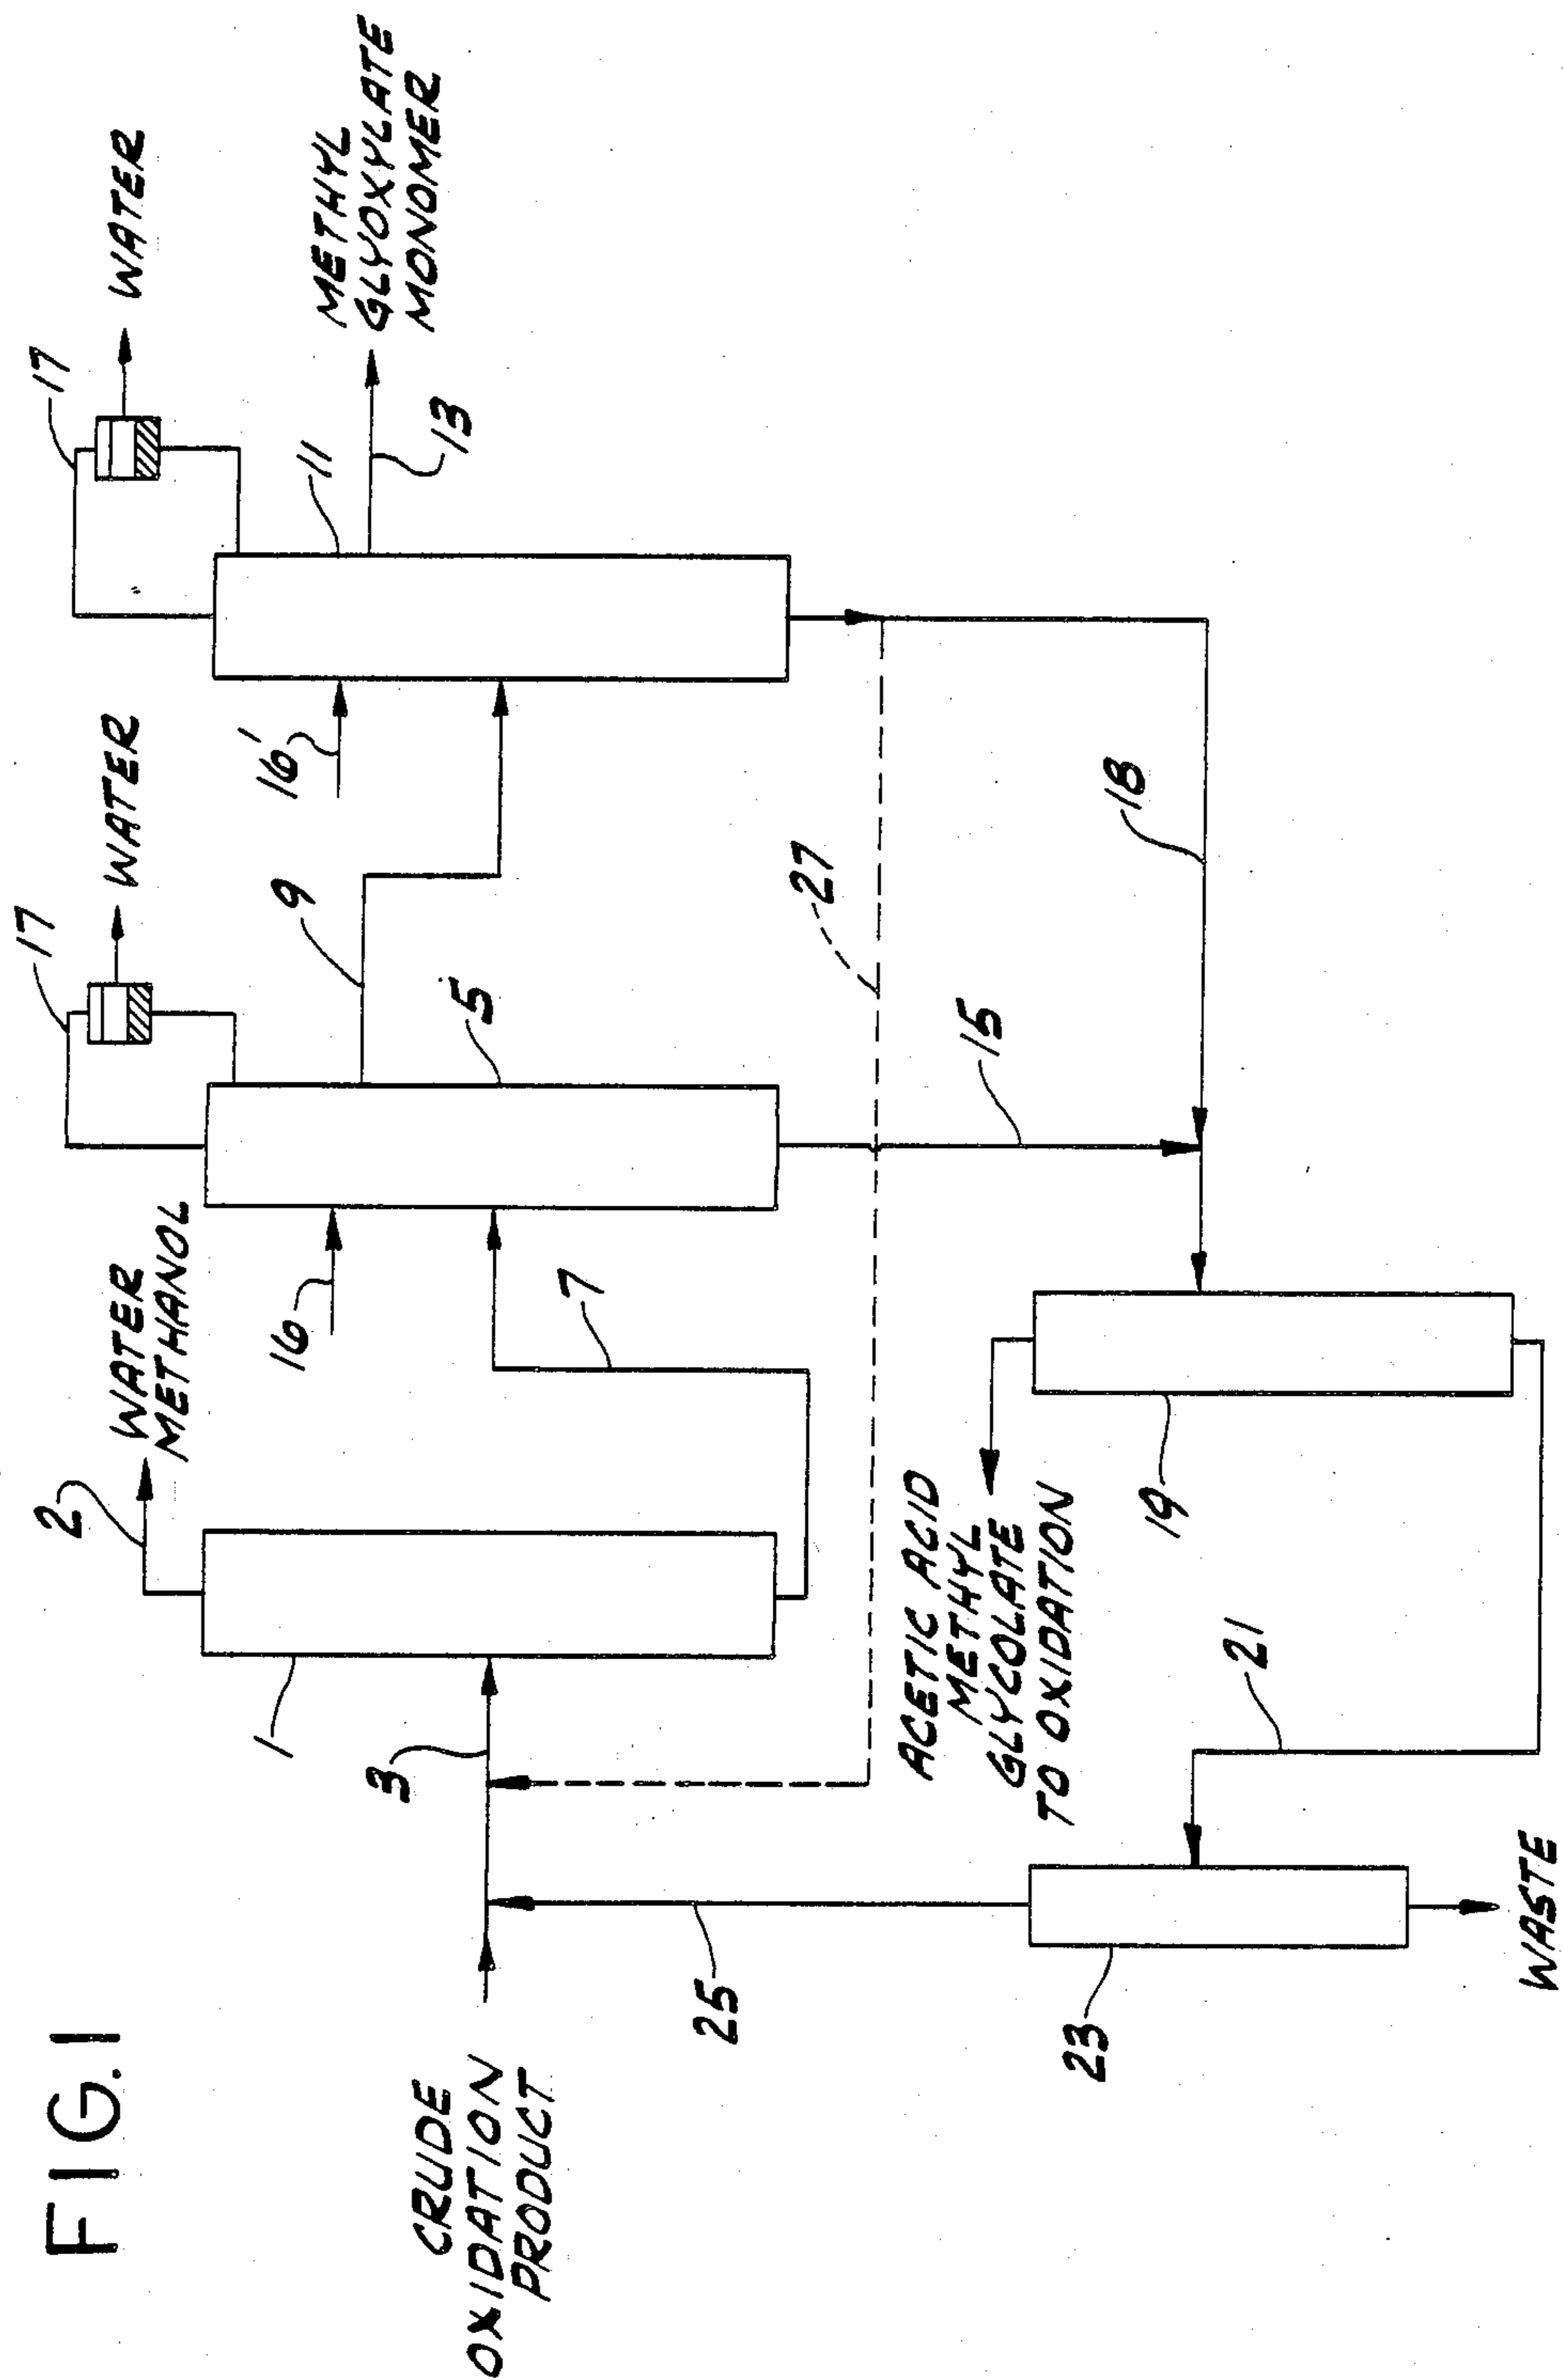 FIG.1
CRUDE
OXIDATION
PRODUCT
3
1
2
WATER
METHANOL
7
16
5
17
WATER
9
16'
11
17
WATER
13
METHYL
GLYOXYLATE
MONOMER
27
15
18
19
ACETIC ACID
METHYL
GLYCOLATE
TO OXIDATION
21
23
25
WASTE